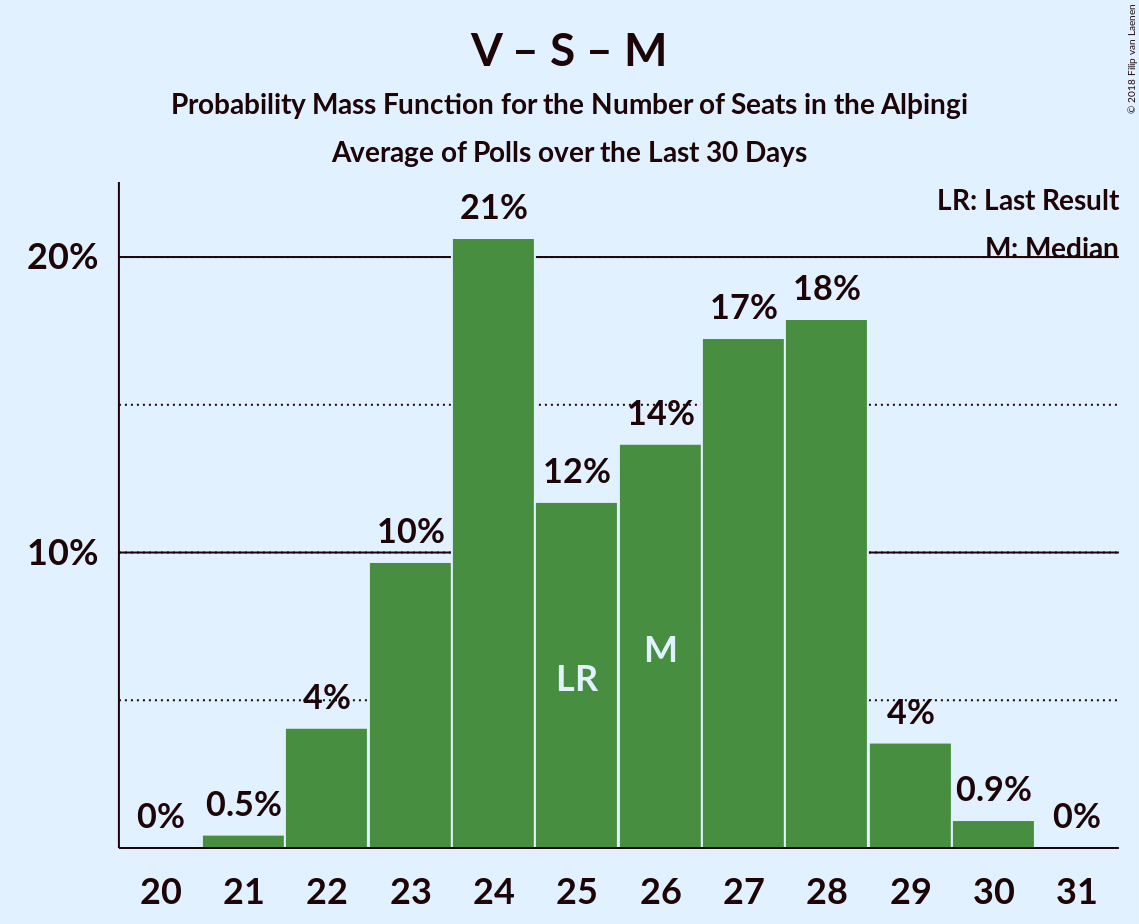 V – S – M
Probability Mass Function for the Number of Seats in the Alþingi
Average of Polls over the Last 30 Days
© 2018 Filip van Laenen
LR: Last Result
M: Median
20%
10%
0%
0.5%
4%
10%
21%
12%
14%
17%
18%
4%
0.9%
0%
LR
M
20 21 22 23 24 25 26 27 28 29 30 31